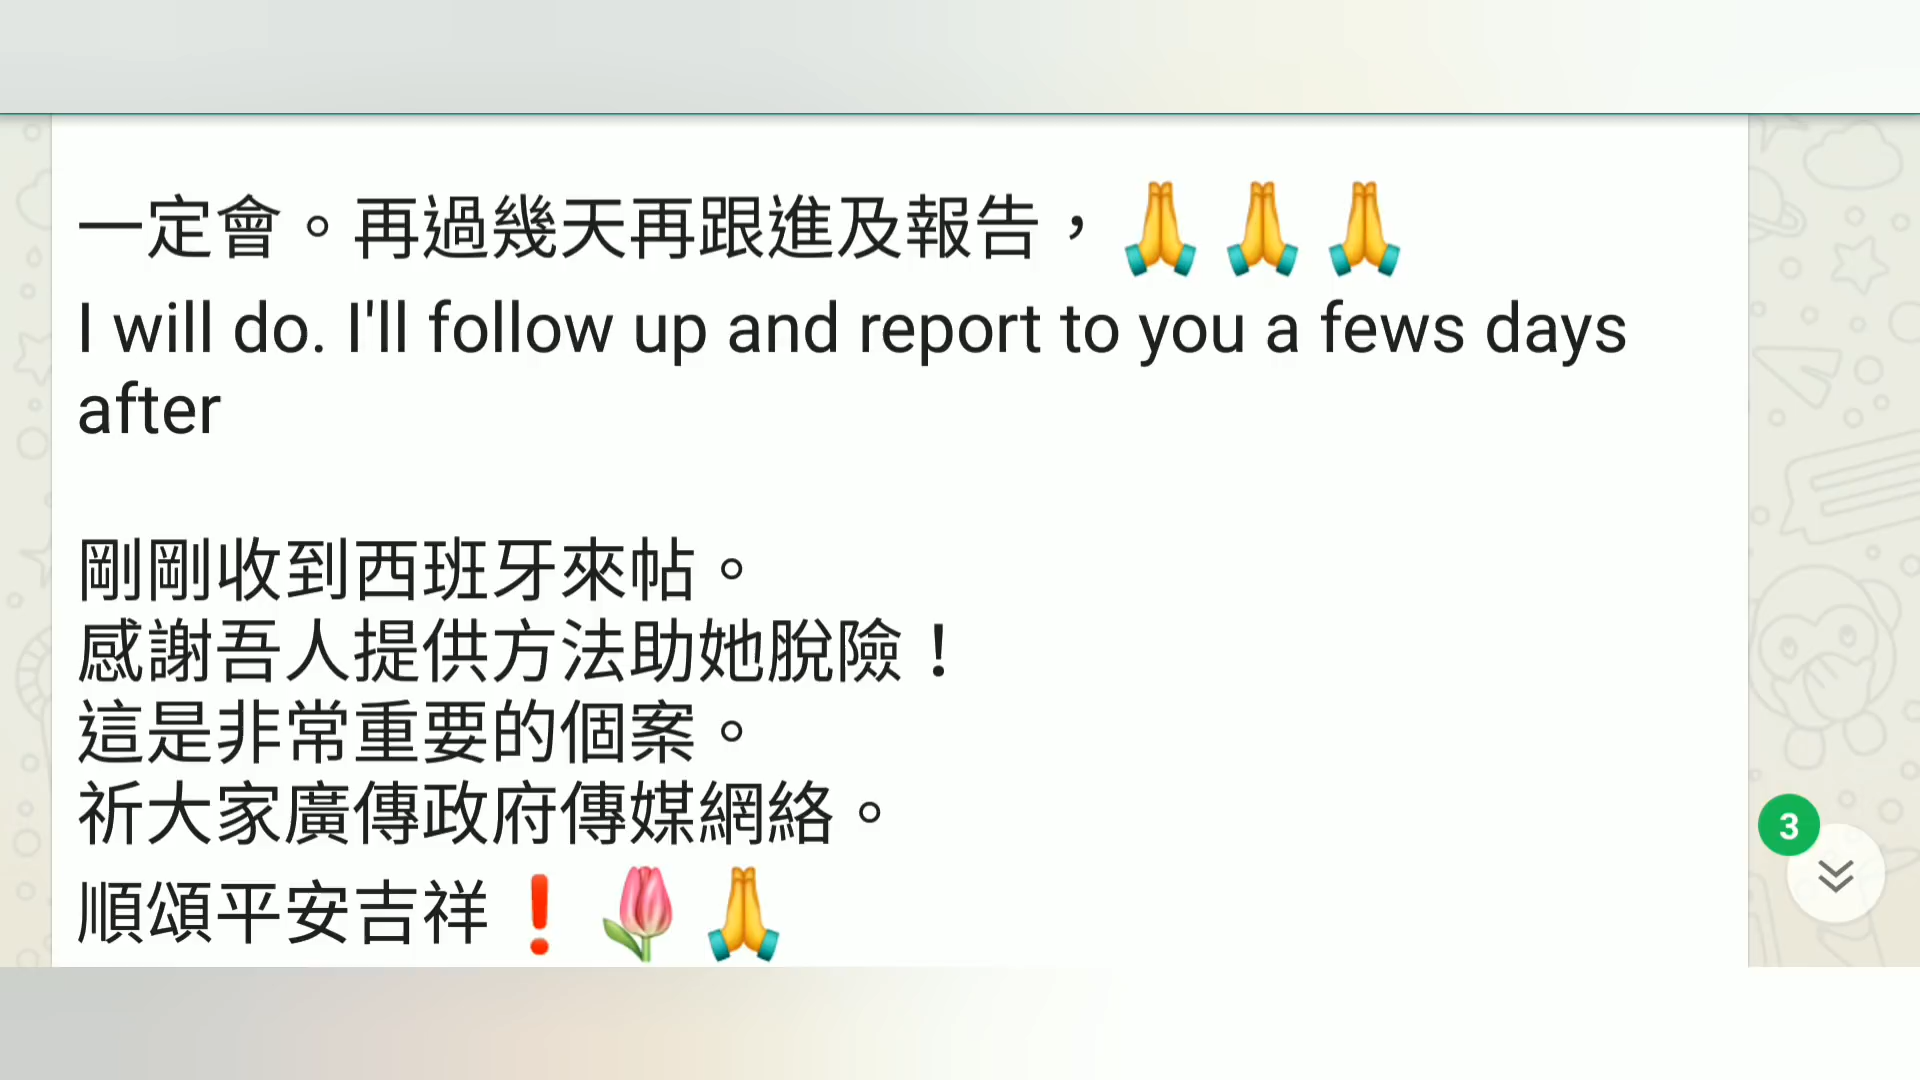 一定會。再過幾天再跟進及報告，🙏🙏🙏
I will do. I'll follow up and report to you a fews days
after
剛剛收到西班牙來帖。
感謝吾人提供方法助她脫險！
這是非常重要的個案。
祈大家廣傳政府傳媒網絡。
順頌平安吉祥❗🌷🙏
3